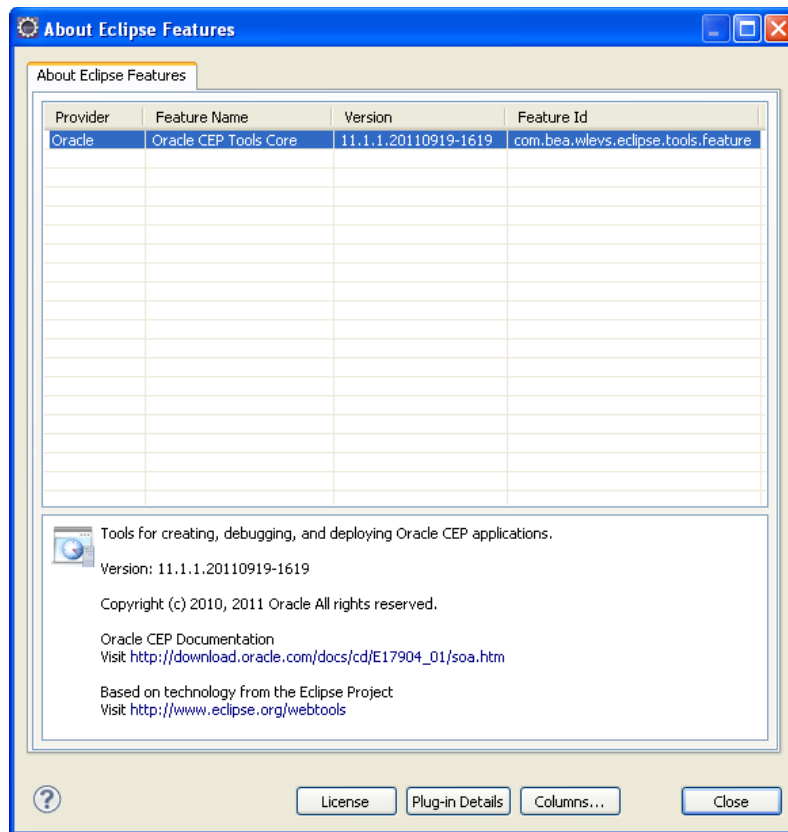 About Eclipse Features
About Eclipse Features
Provider Feature Name Version Feature Id
Oracle Oracle CEP Tools Core 11.1.1.20110919-1619 com.bea.wlevs.eclipse.tools.feature
Tools for creating, debugging, and deploying Oracle CEP applications.
Version: 11.1.1.20110919-1619
Copyright (c) 2010, 2011 Oracle All rights reserved.
Oracle CEP Documentation
Visit http://download.oracle.com/docs/cd/E17904_01/soa.htm
Based on technology from the Eclipse Project
Visit http://www.eclipse.org/webtools
? License Plug-in Details Columns... Close